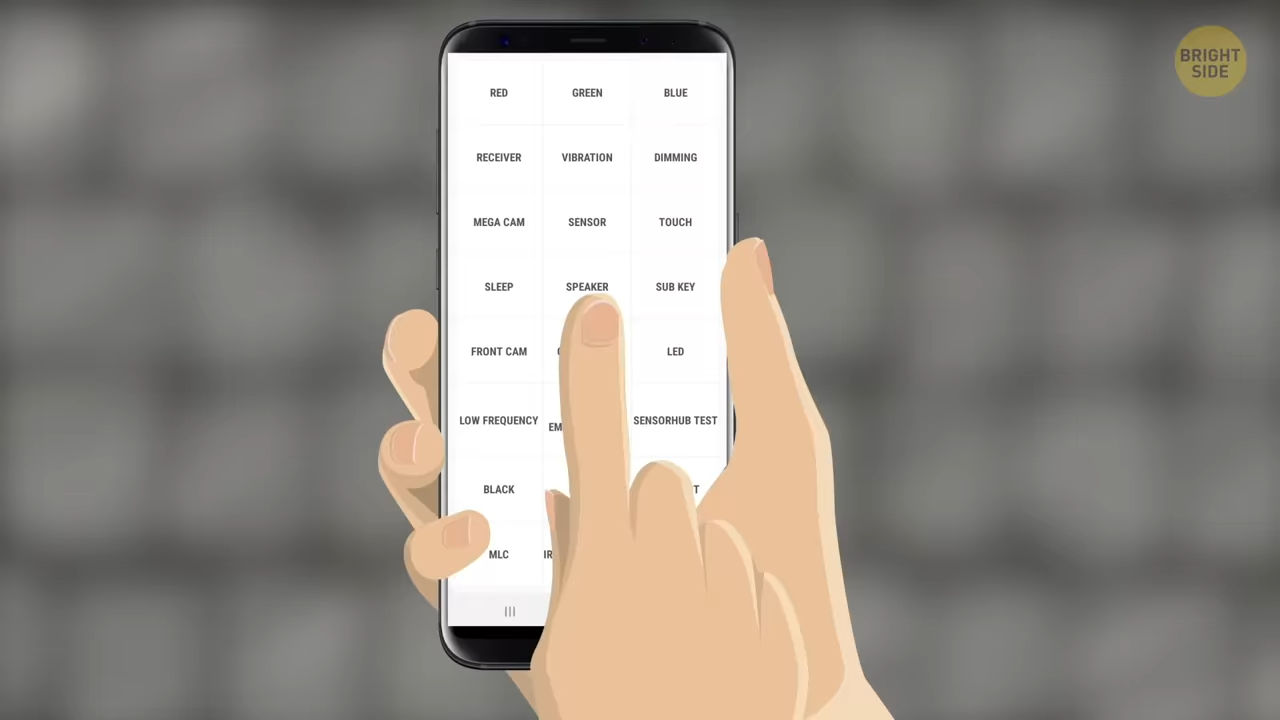 BRIGHT
SIDE
RED GREEN BLUE
RECEIVER VIBRATION DIMMING
MEGA CAM SENSOR TOUCH
SLEEP SPEAKER SUB KEY
FRONT CAM LED
LOW FREQUENCY SENSORHUB TEST
BLACK
MLC